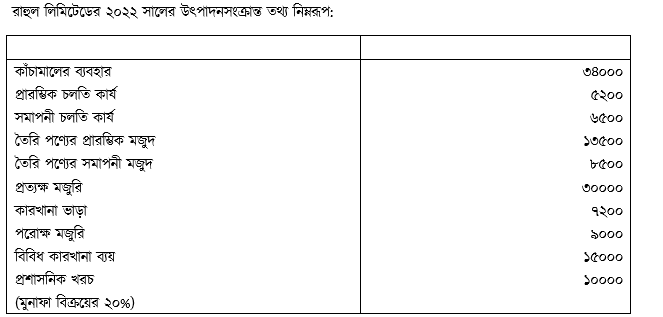 রাহুল লিমিটেডের ২০২২ সালের উৎপাদনসংক্রান্ত তথ্য নিম্নরূপ:
কাঁচামালের ব্যবহার ৩৪০০০
প্রারম্ভিক চলতি কার্য ৫২০০
সমাপনী চলতি কার্য ৬৫০০
তৈরি পণ্যের প্রারম্ভিক মজুদ ১৩৫০০
তৈরি পণ্যের সমাপনী মজুদ ৮৫০০
প্রত্যক্ষ মজুরি ৩০০০০
কারখানা ভাড়া ৭২০০
পরোক্ষ মজুরি ৯০০০
বিবিধ কারখানা ব্যয় ১৫০০০
প্রশাসনিক খরচ ১০০০০
(মুনাফা বিক্রয়ের ২০%)